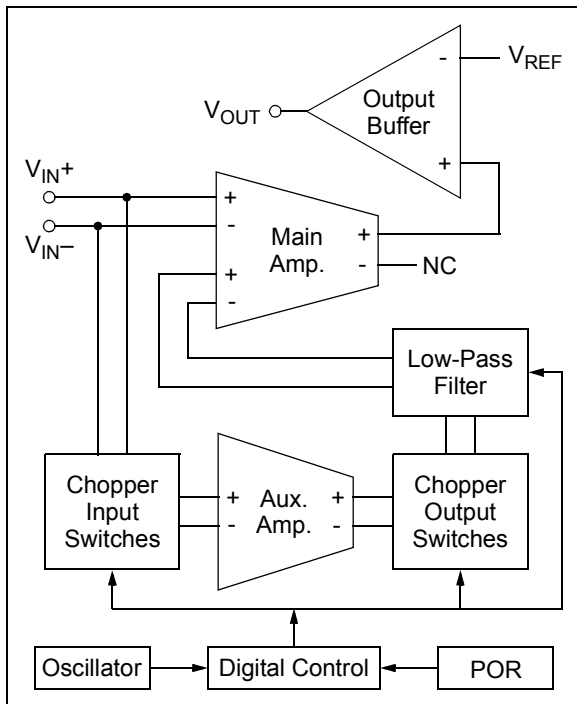 V_REF
-
Output
Buffer
V_OUT
+
V_IN+
V_IN–
+
-
+
-
Main
Amp.
+
-
NC
Low-Pass
Filter
Chopper
Input
Switches
+
-
Aux.
Amp.
+
-
Chopper
Output
Switches
Oscillator
Digital Control
POR